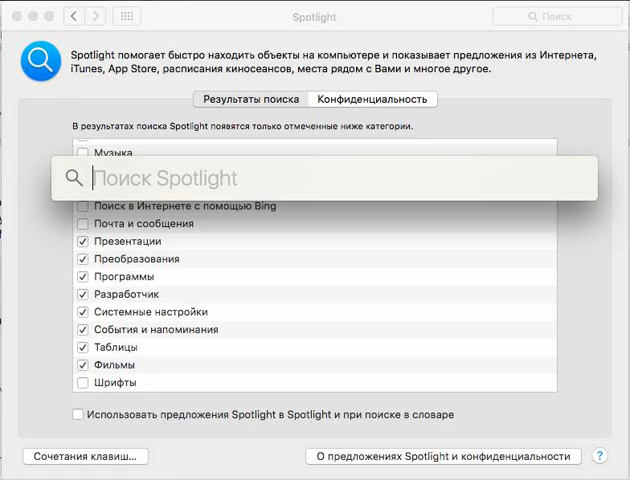 Spotlight
Поиск
Spotlight помогает быстро находить объекты на компьютере и показывает предложения из Интернета,
iTunes, App Store, расписания киносеансов, места рядом с Вами и многое другое.
Результаты поиска
Конфиденциальность
В результатах поиска Spotlight появятся только отмеченные ниже категории.
Музыка
Поиск Spotlight
Поиск в Интернете с помощью Bing
Почта и сообщения
Презентации
Преобразования
Программы
Разработчик
Системные настройки
События и напоминания
Таблицы
Фильмы
Шрифты
Использовать предложения Spotlight в Spotlight и при поиске в словаре
Сочетания клавиш...
О предложениях Spotlight и конфиденциальности
?